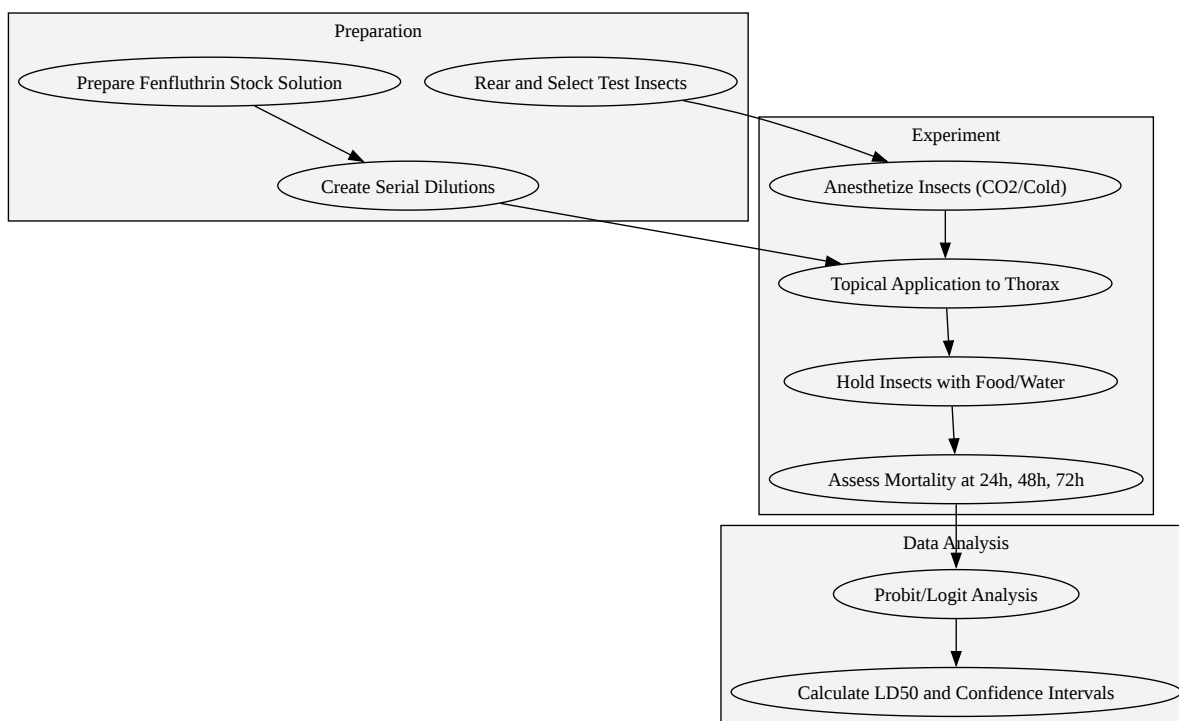 Preparation
Prepare Fenfluthrin Stock Solution
Rear and Select Test Insects
Create Serial Dilutions
Experiment
Anesthetize Insects (CO2/Cold)
Topical Application to Thorax
Hold Insects with Food/Water
Assess Mortality at 24h, 48h, 72h
Data Analysis
Probit/Logit Analysis
Calculate LD50 and Confidence Intervals